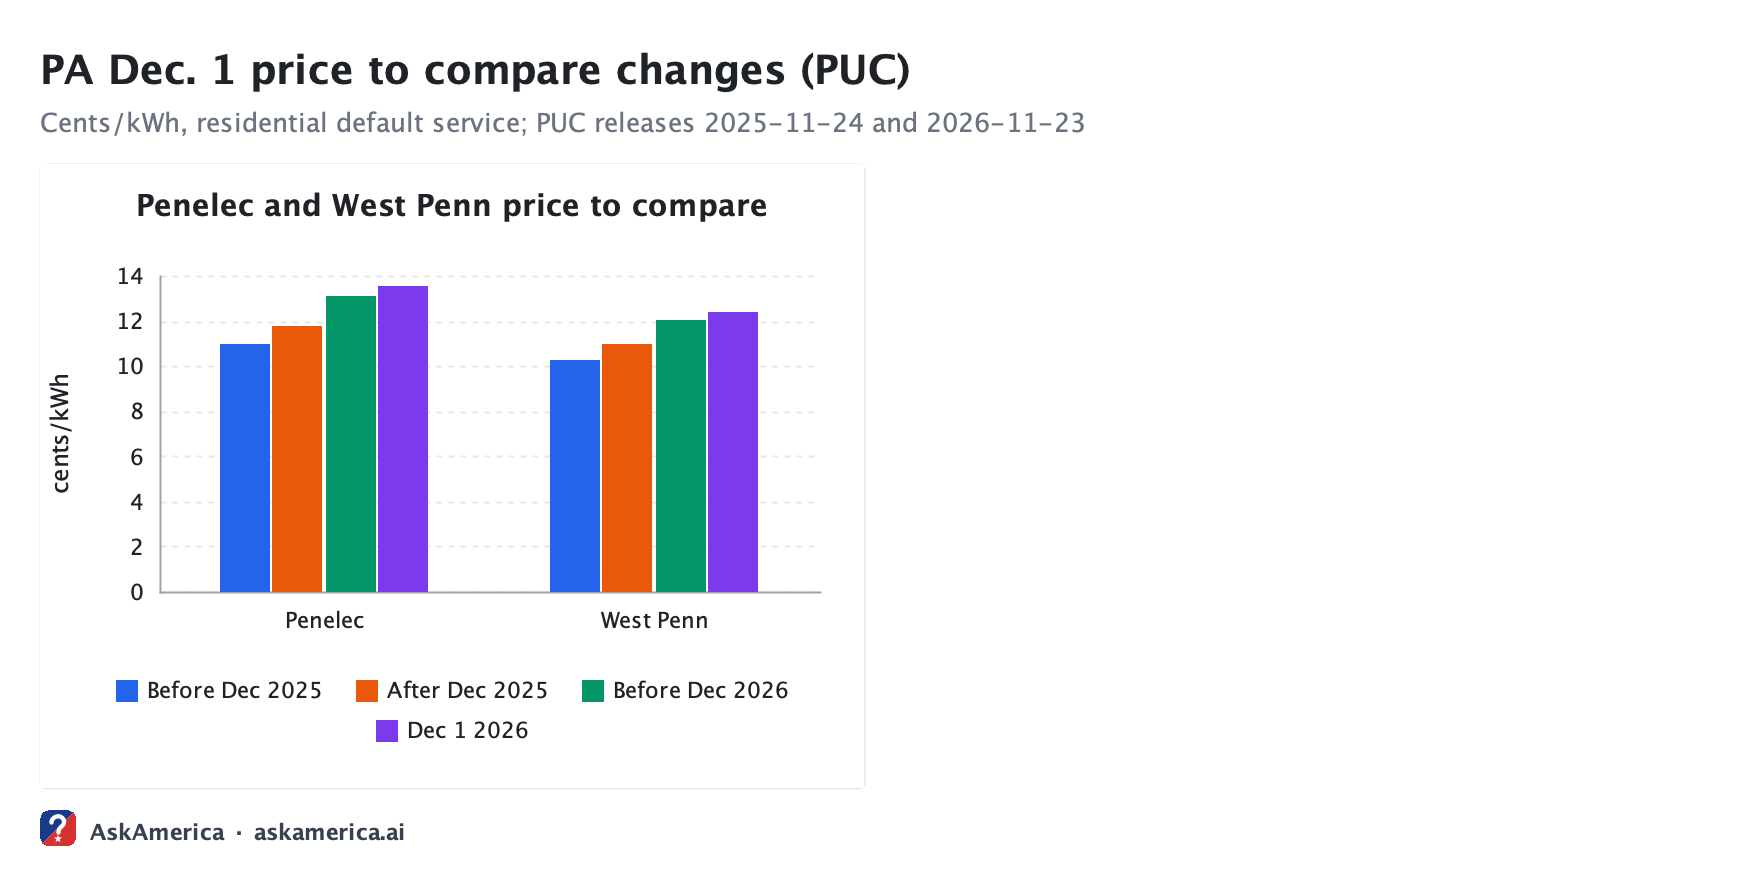 PA Dec. 1 price to compare changes (PUC)
Cents/kWh, residential default service; PUC releases 2025-11-24 and 2026-11-23
Penelec and West Penn price to compare
14
12
10
8
6
4
2
0
cents/kWh
Penelec
West Penn
Before Dec 2025
After Dec 2025
Before Dec 2026
Dec 1 2026
AskAmerica · askamerica.ai